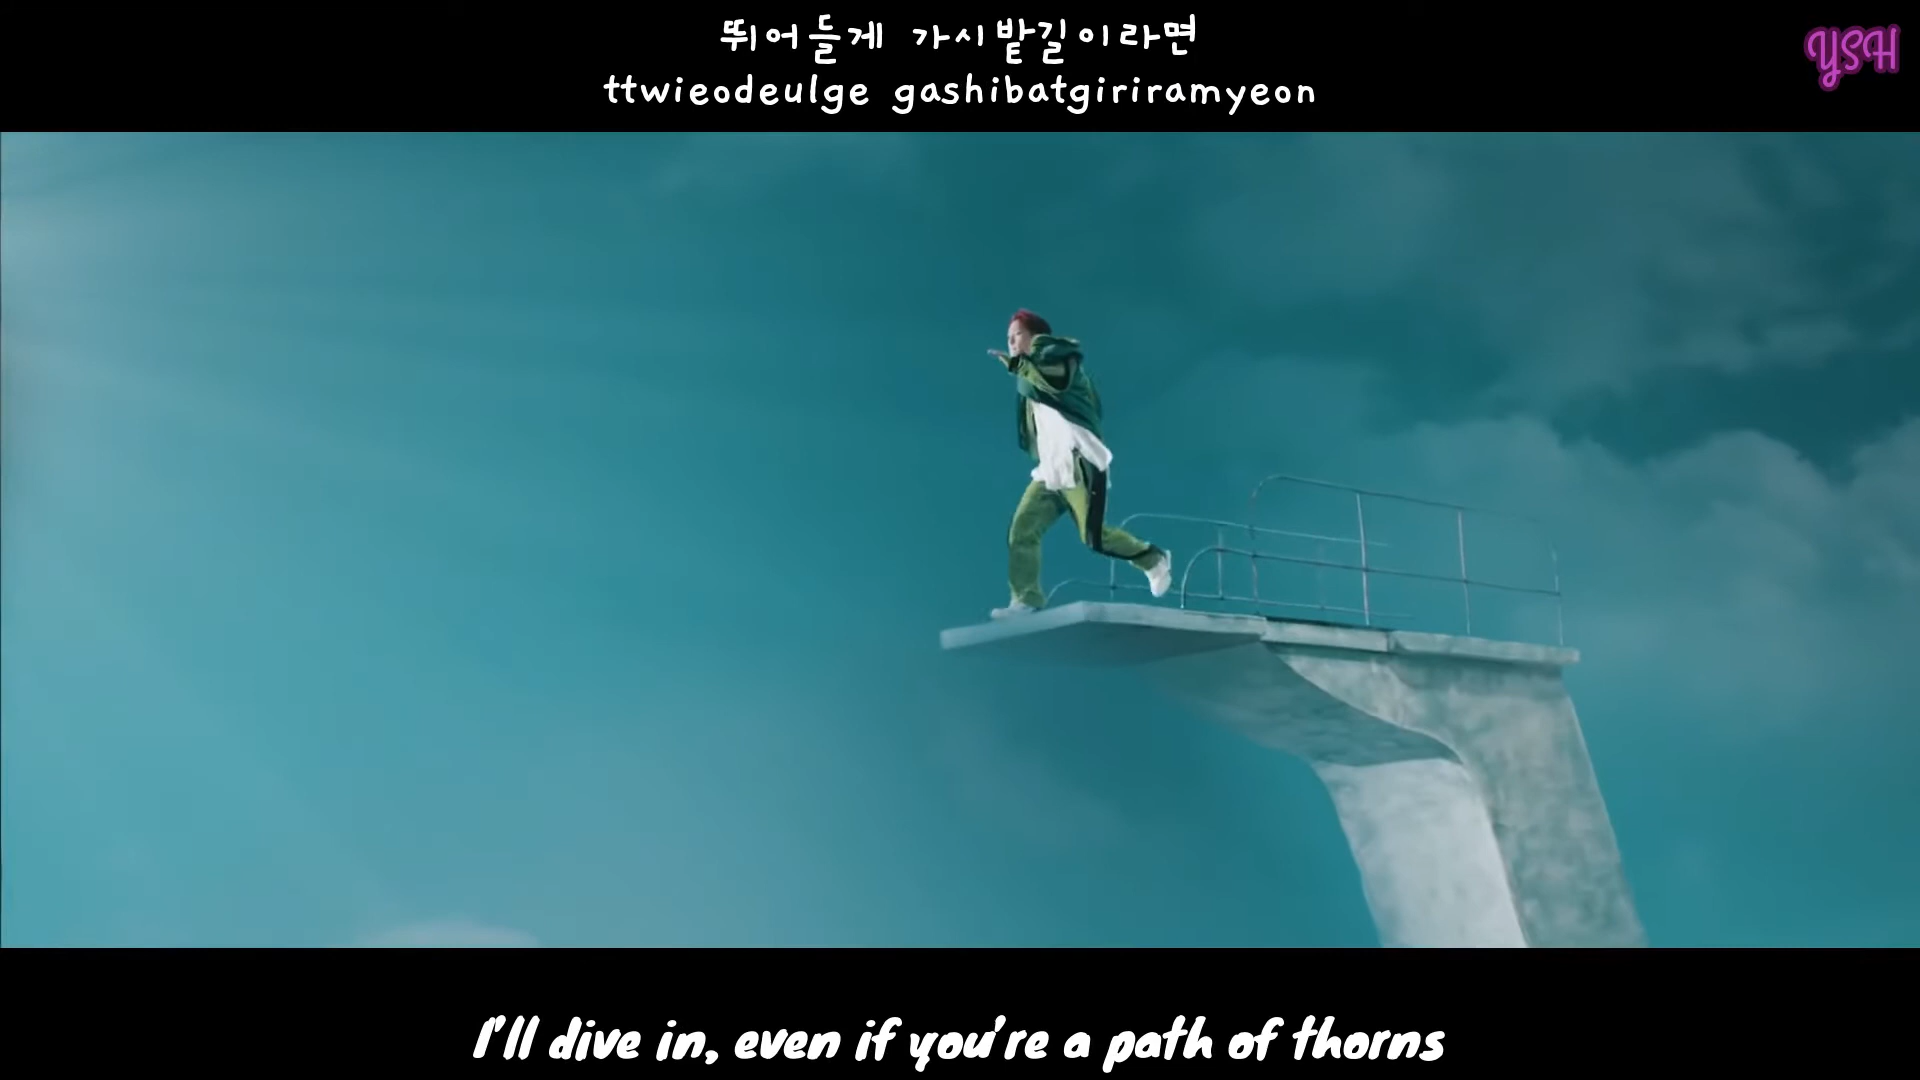 뛰어들게 가시밭길이라면
ttwieodeulge gashibatgiriramyeon
YSH
I'll dive in, even if you're a path of thorns